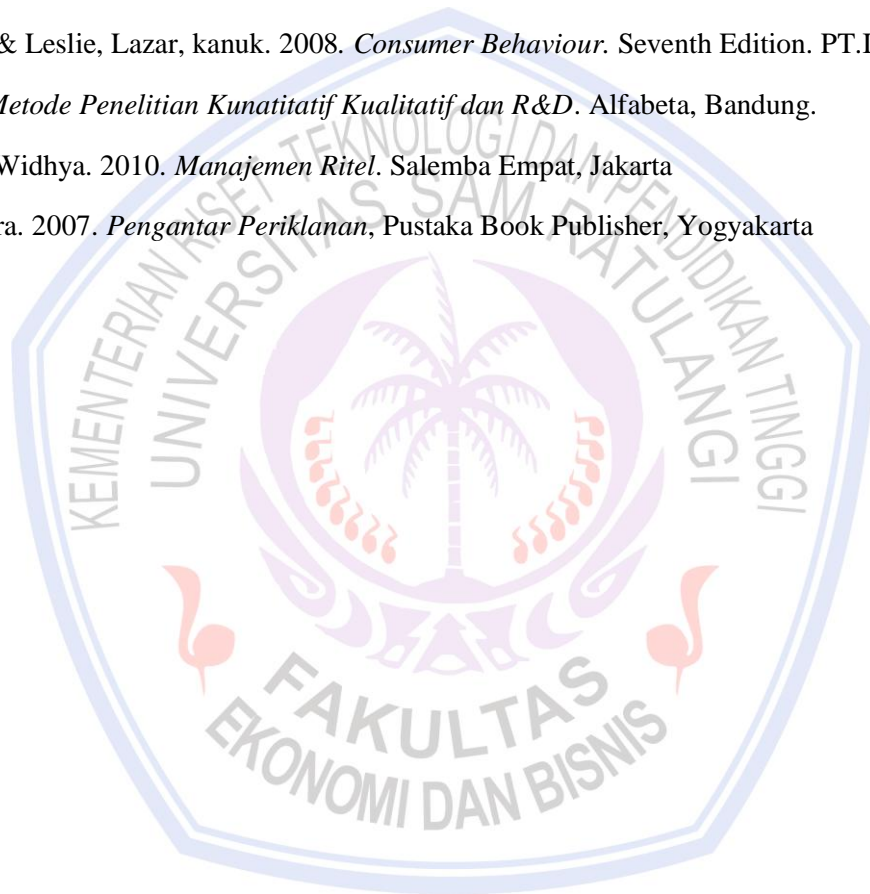 & Leslie, Lazar, kanuk. 2008. Consumer Behaviour. Seventh Edition. PT.
Metode Penelitian Kunatitatif Kualitatif dan R&D. Alfabeta, Bandung.
Widhya. 2010. Manajemen Ritel. Salemba Empat, Jakarta
ra. 2007. Pengantar Periklanan, Pustaka Book Publisher, Yogyakarta
KEMENTERIAN RISET TEKNOLOGI DAN PENDIDIKAN TINGGI
UNIVERSITAS SAM RATULANGI
FAKULTAS
EKONOMI DAN BISNIS